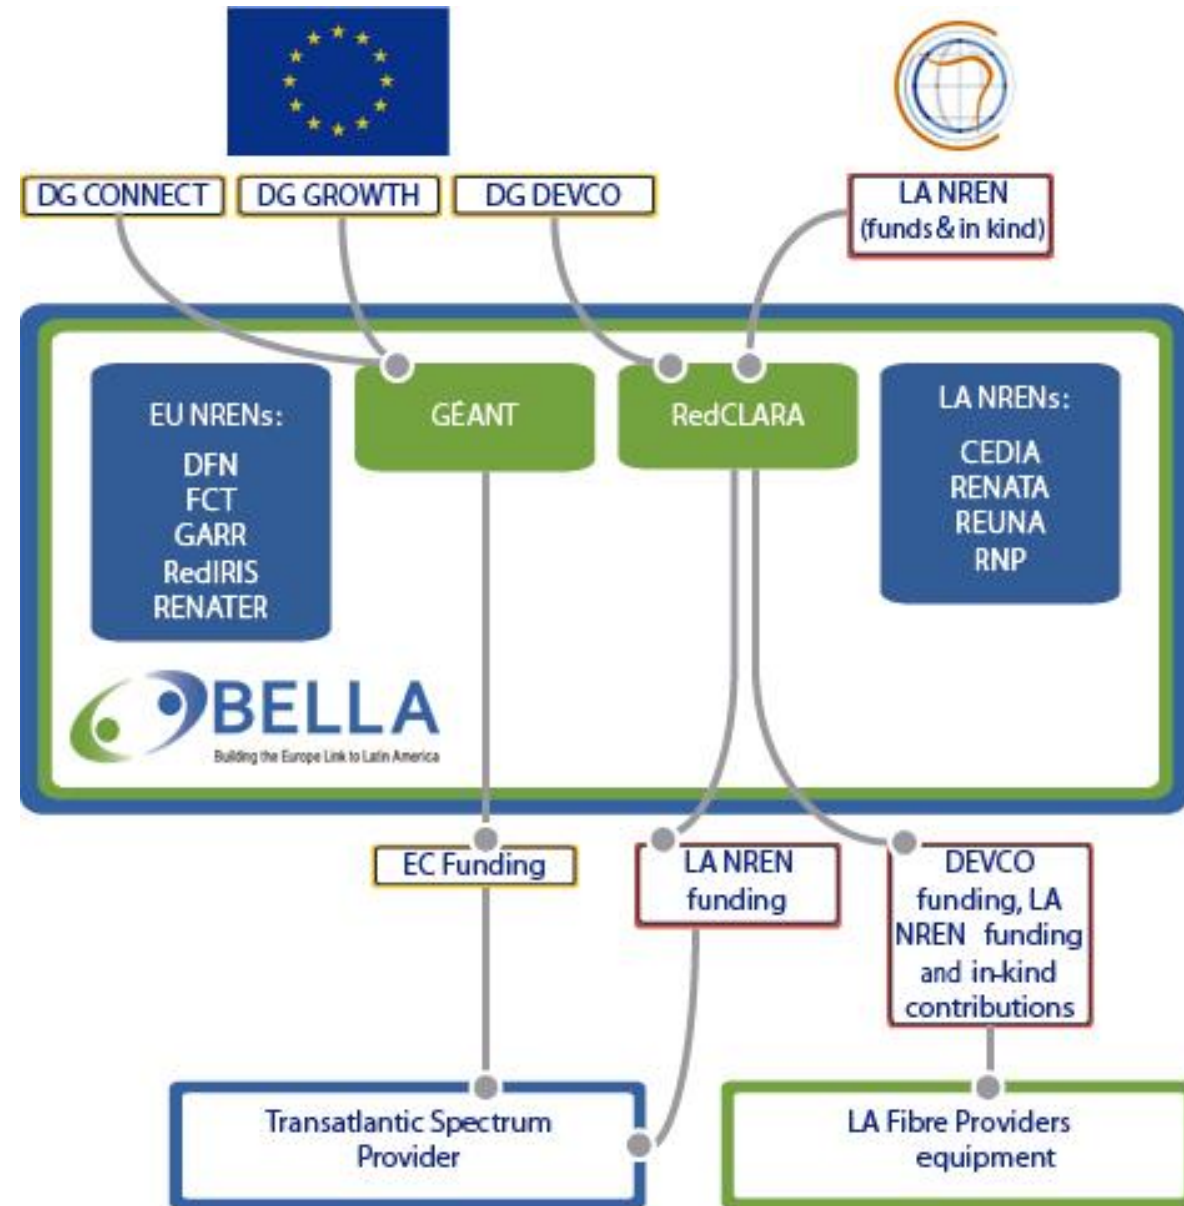 DG CONNECT
DG GROWTH
DG DEVCO
LA NREN
(funds & in kind)
EU NRENs:
DFN
FCT
GARR
RedIRIS
RENATER
GÉANT
RedCLARA
LA NRENs:
CEDIA
RENATA
REUNA
RNP
BELLA
Building the Europe Link to Latin America
EC Funding
LA NREN
funding
DEVCO
funding, LA
NREN funding
and in-kind
contributions
Transatlantic Spectrum
Provider
LA Fibre Providers
equipment